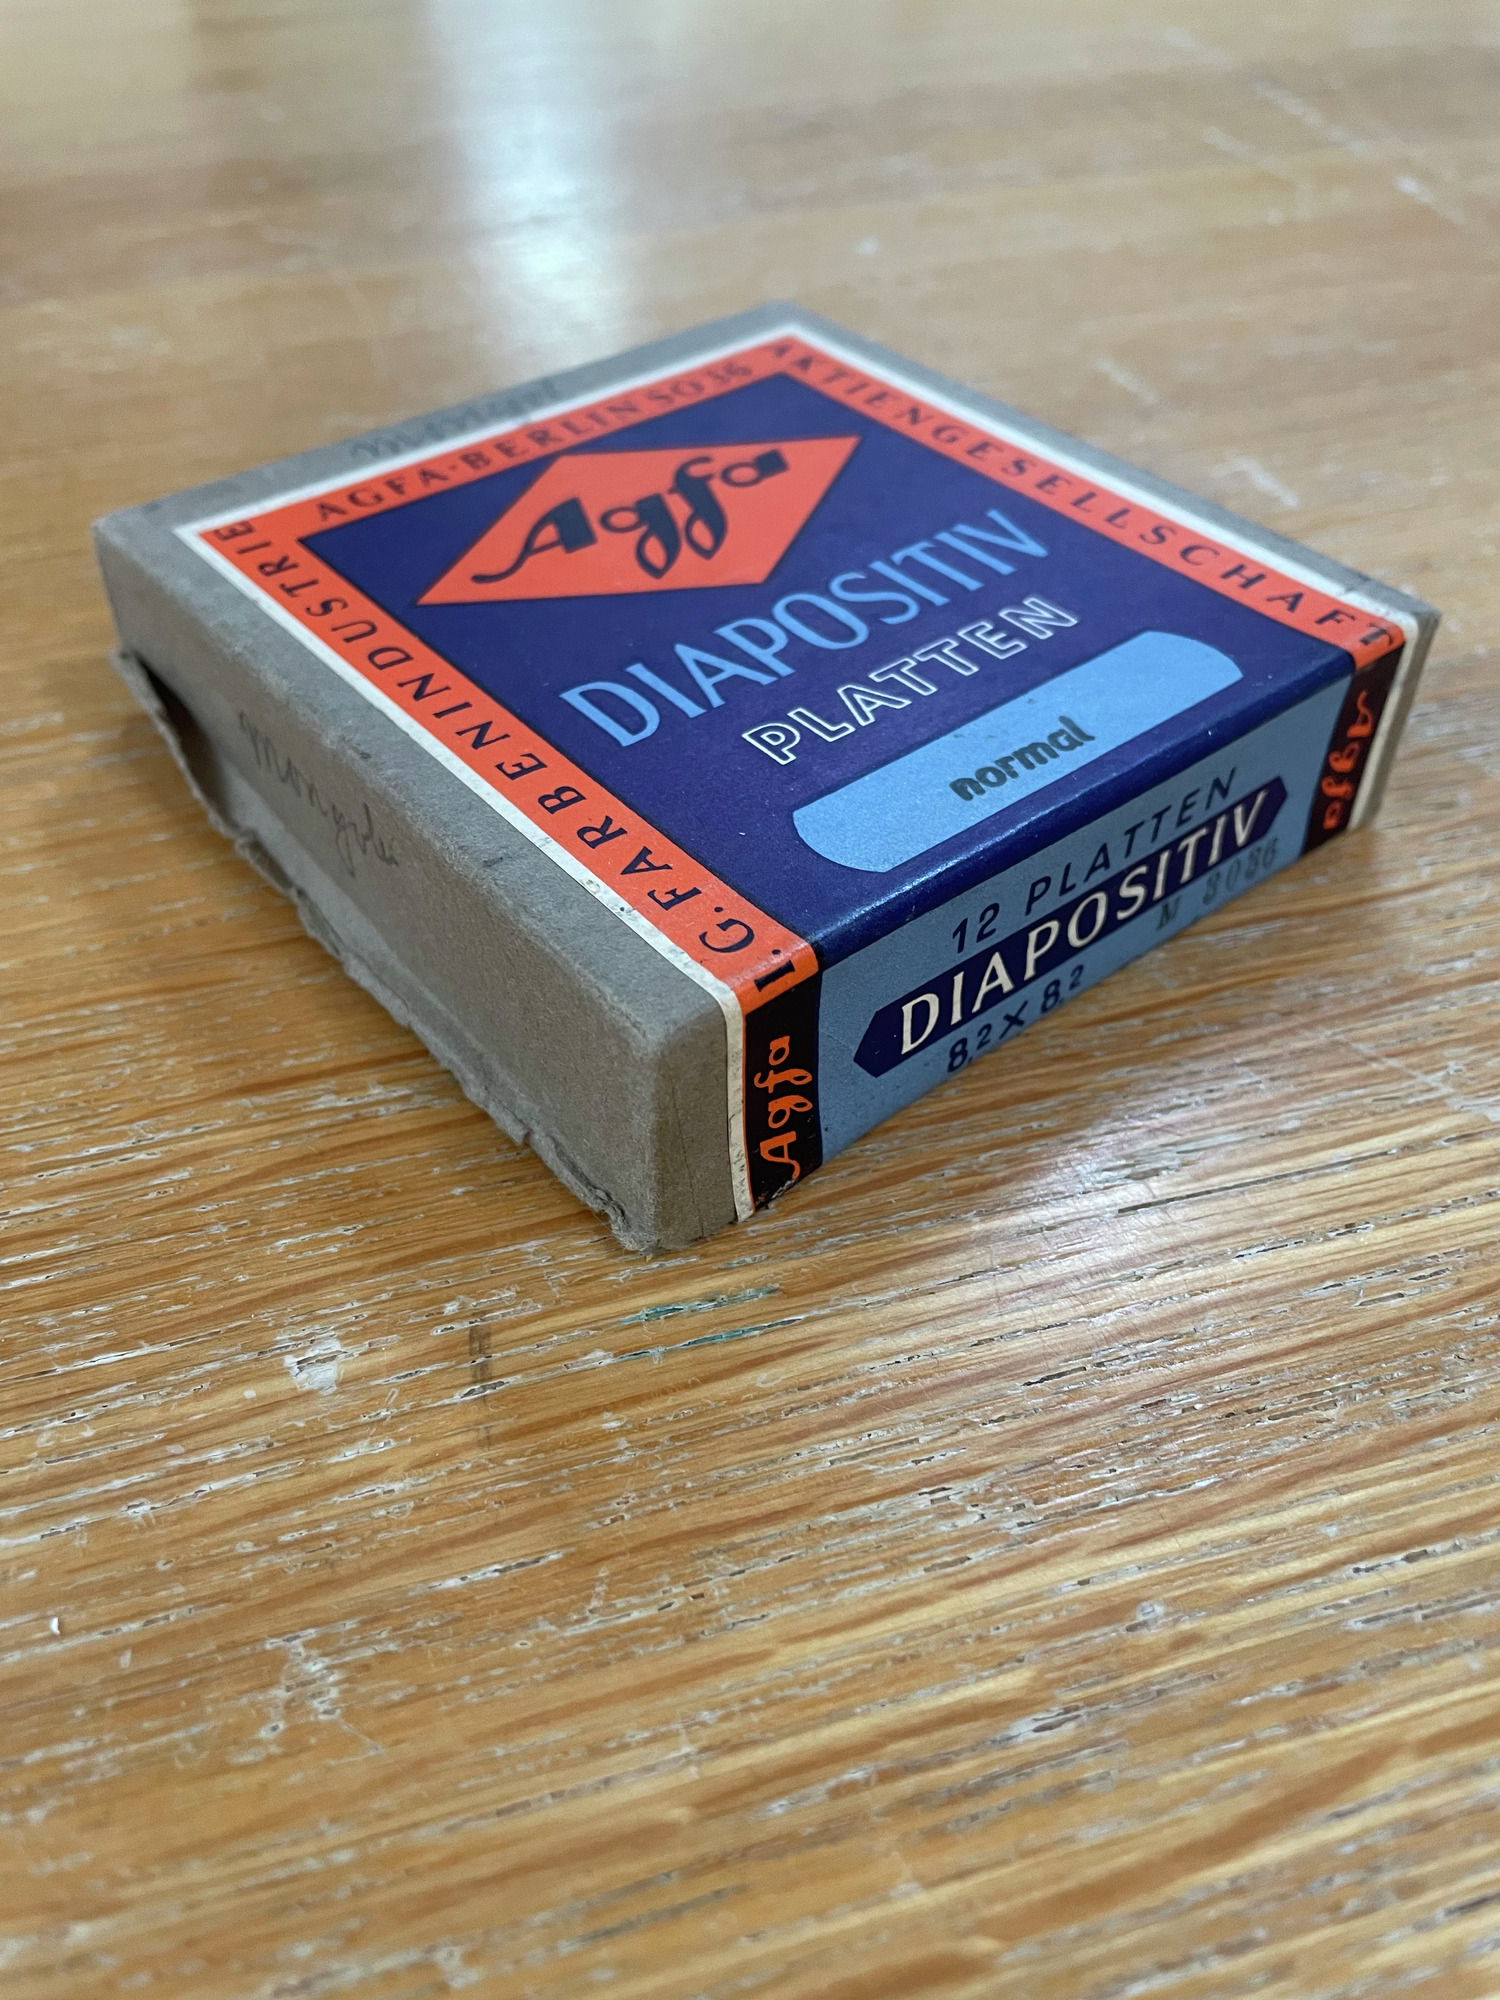 I. G. FARBENINDUSTRIE
AKTIENGESELLSCHAFT
AGFA·BERLIN SO 36
Agfa
DIAPOSITIV
PLATTEN
normal
Agfa
12 PLATTEN
DIAPOSITIV
8,2 X 8,2
M 3036
Agfa